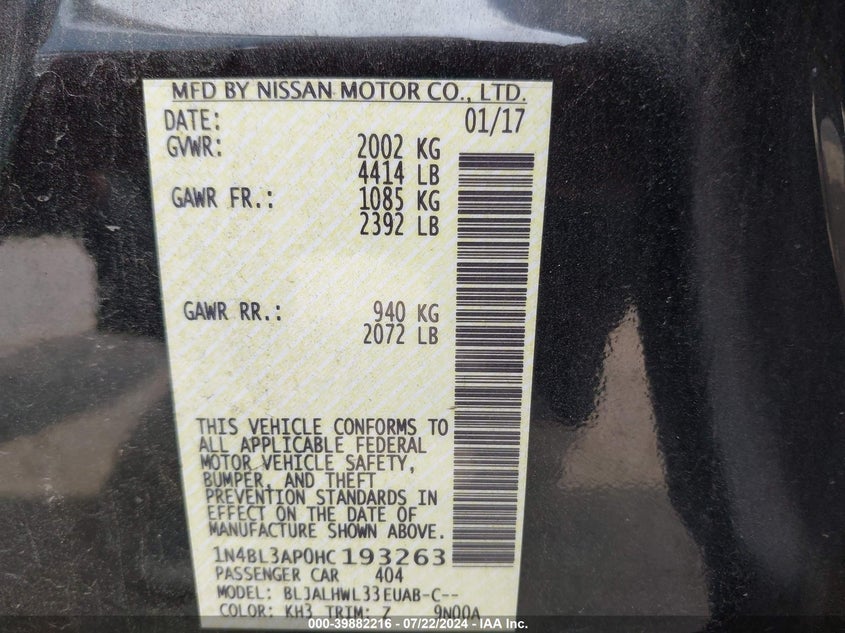 MFD BY NISSAN MOTOR CO., LTD.
DATE: 01/17
GVWR: 2002 KG
4414 LB
GAWR FR.: 1085 KG
2392 LB
GAWR RR.: 940 KG
2072 LB
THIS VEHICLE CONFORMS TO
ALL APPLICABLE FEDERAL
MOTOR VEHICLE SAFETY,
BUMPER, AND THEFT
PREVENTION STANDARDS IN
EFFECT ON THE DATE OF
MANUFACTURE SHOWN ABOVE.
1N4BL3AP0HC193263
PASSENGER CAR 404
MODEL: BLJALHWL33EUAB-C--
COLOR: KH3 TRIM: Z 9N00A
000-39882216 - 07/22/2024 - IAA Inc.